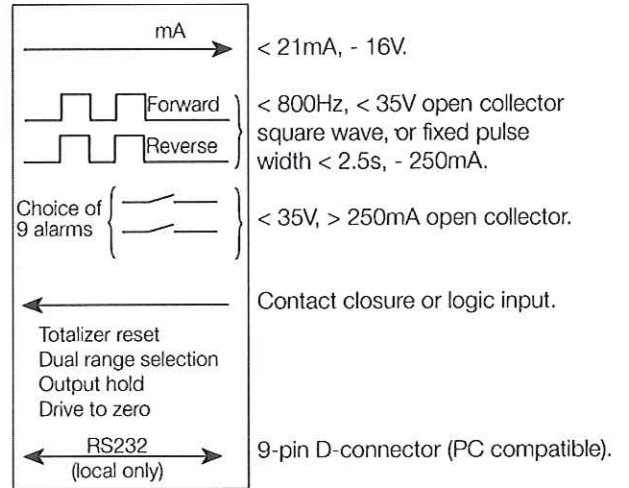 mA
< 21mA, - 16V.
Forward
Reverse
< 800Hz, < 35V open collector
square wave, or fixed pulse
width < 2.5s, - 250mA.
Choice of
9 alarms
< 35V, > 250mA open collector.
Contact closure or logic input.
Totalizer reset
Dual range selection
Output hold
Drive to zero
RS232
(local only)
9-pin D-connector (PC compatible).